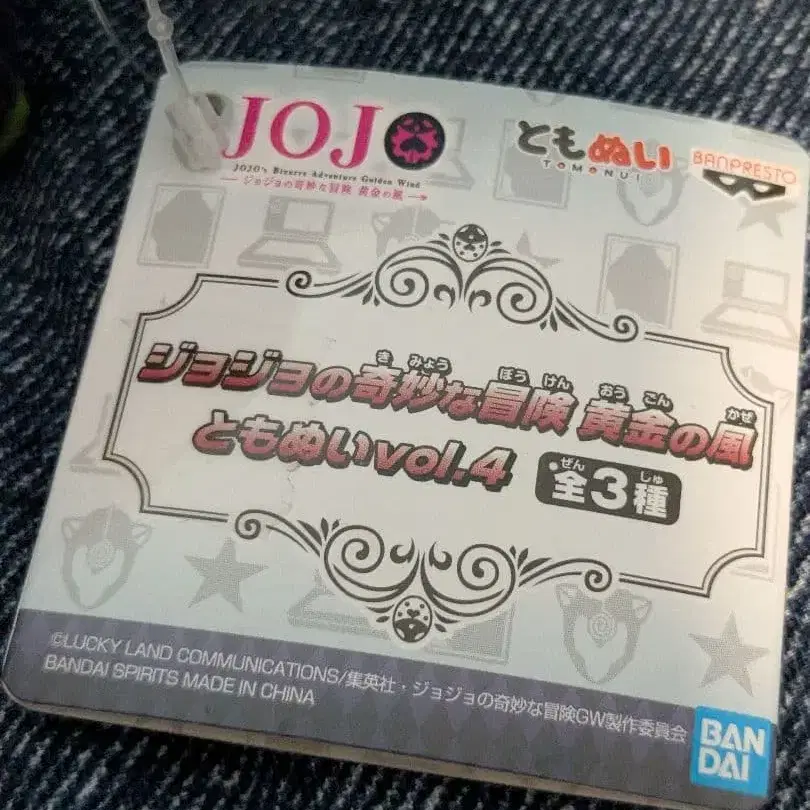 JOJO
JOJO's Bizarre Adventure Golden Wind
ジョジョの奇妙な冒険 黄金の風
ともぬい
TOMONUI
BANPRESTO
ジョジョの奇妙な冒険 黄金の風
き みょう ぼう けん おう ごん かぜ
ともぬいvol.4
全3種
ぜん しゅ
©LUCKY LAND COMMUNICATIONS/集英社・ジョジョの奇妙な冒険GW製作委員会
BANDAI SPIRITS MADE IN CHINA
BAN
DAI